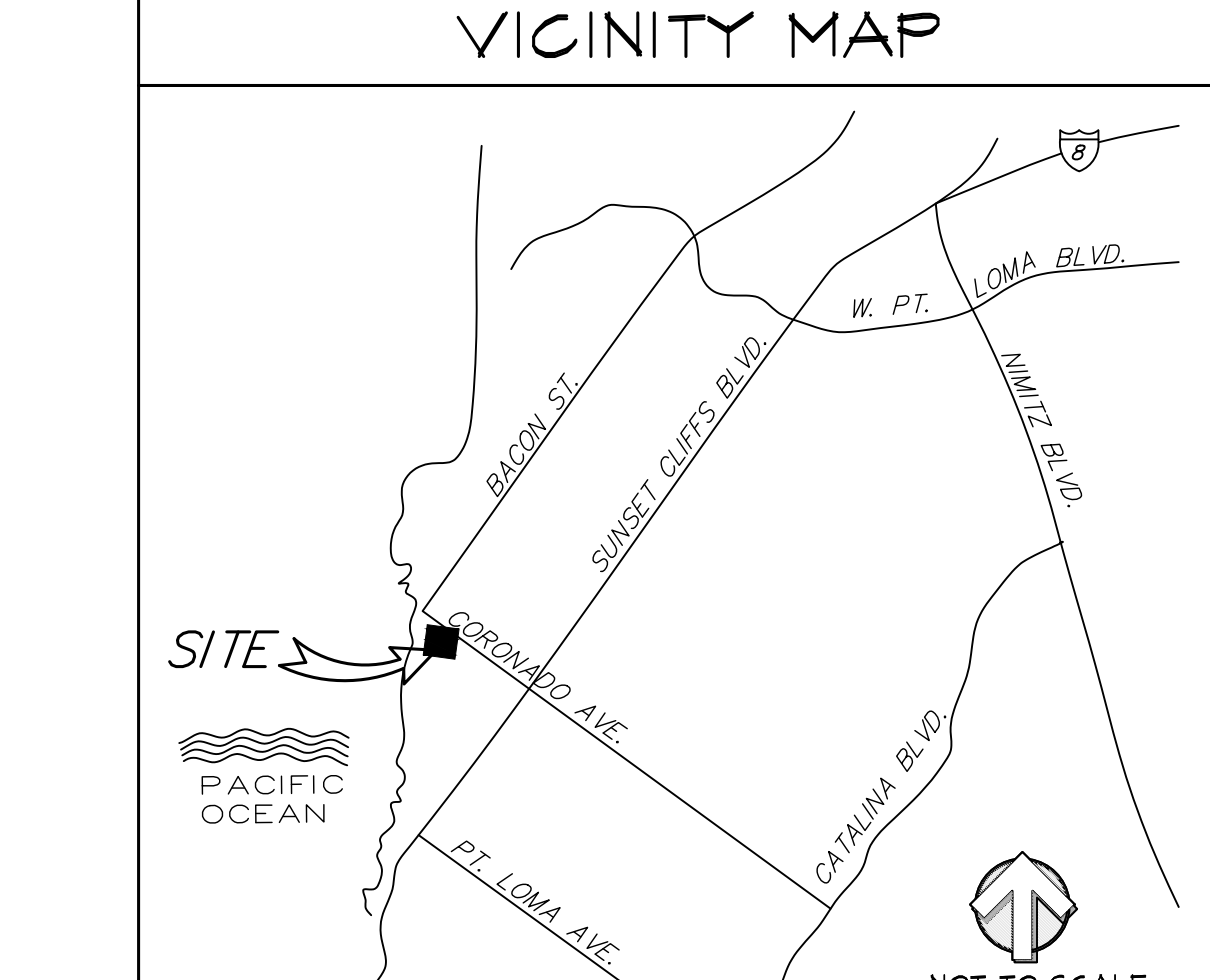 VICINITY MAP
8
W. PT. LOMA BLVD.
NIMITZ BLVD.
BACON ST.
SUNSET CLIFFS BLVD.
CORONADO AVE.
SITE
PACIFIC
OCEAN
CATALINA BLVD.
PT. LOMA AVE.
NOT TO SCALE